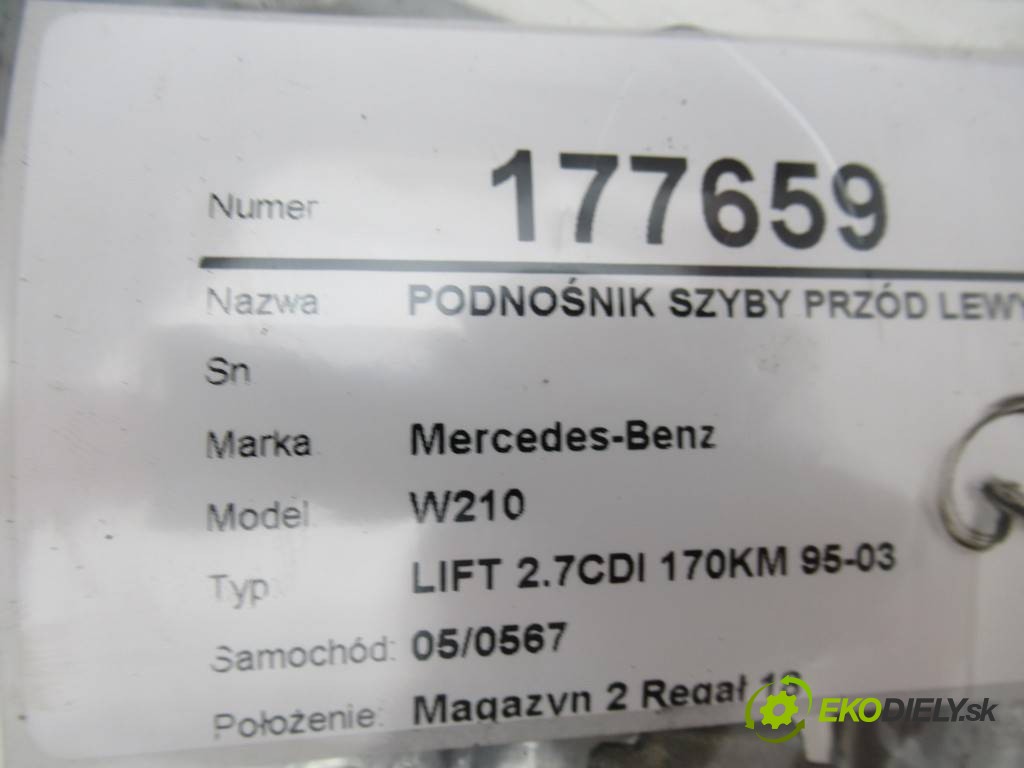 Numer 177659
Nazwa PODNOŚNIK SZYBY PRZÓD LEWY
Sn
Marka Mercedes-Benz
Model W210
Typ LIFT 2.7CDI 170KM 95-03
Samochód: 05/0567
Położenie: Magazyn 2 Regał
EKODIELY.sk